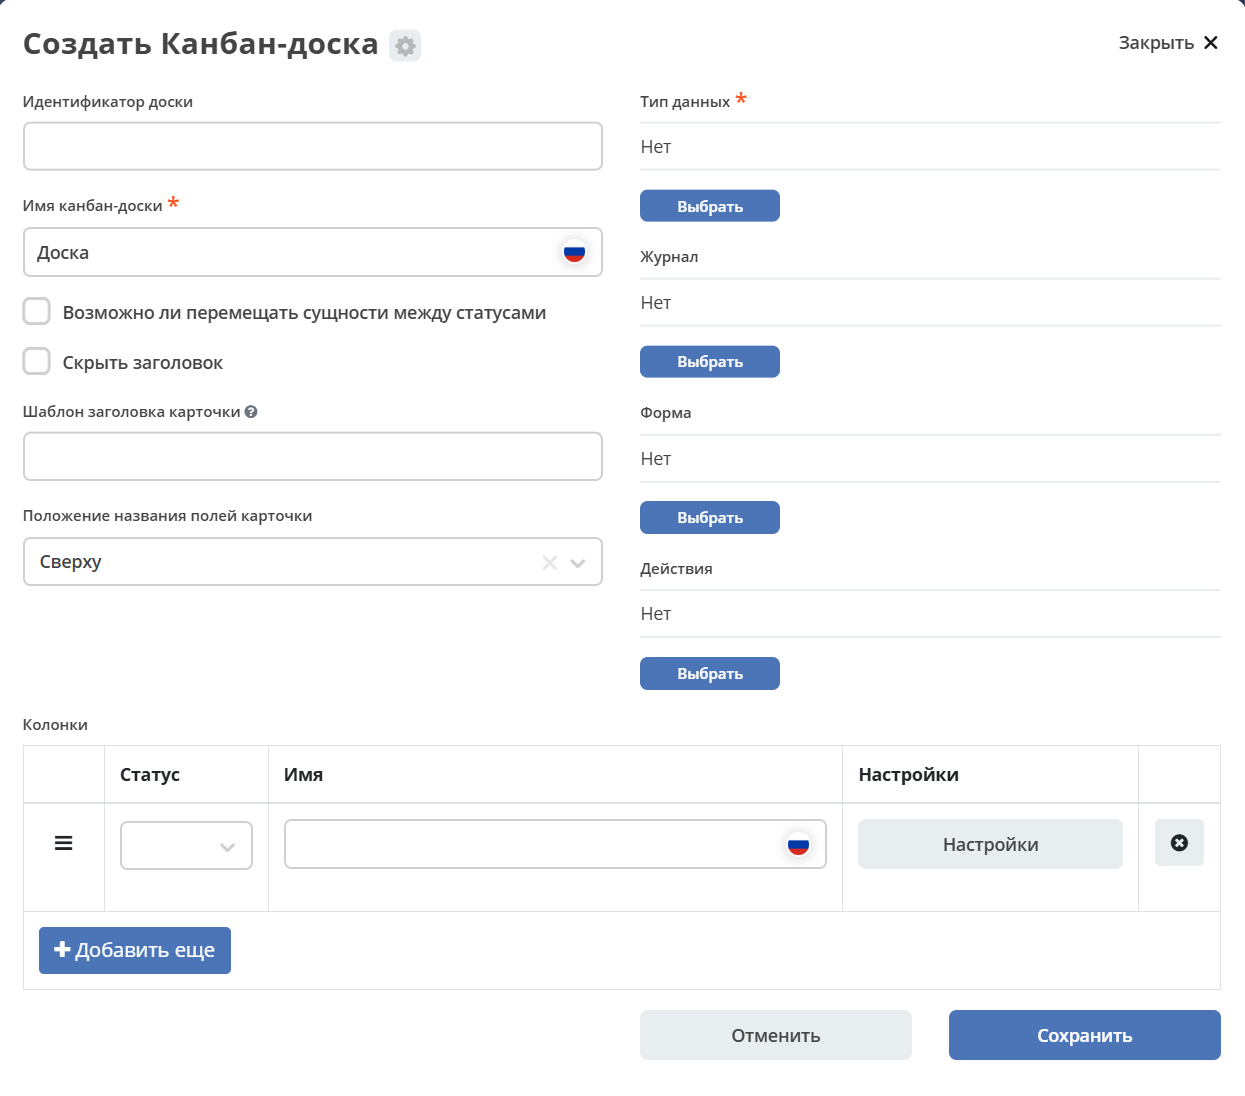 Создать Канбан-доска
Закрыть
Идентификатор доски
Имя канбан-доски *
Доска
Возможно ли перемещать сущности между статусами
Скрыть заголовок
Шаблон заголовка карточки ?
Положение названия полей карточки
Сверху
Тип данных *
Нет
Выбрать
Журнал
Нет
Выбрать
Форма
Нет
Выбрать
Действия
Нет
Выбрать
Колонки
Статус Имя Настройки
Настройки
Добавить еще
Отменить Сохранить